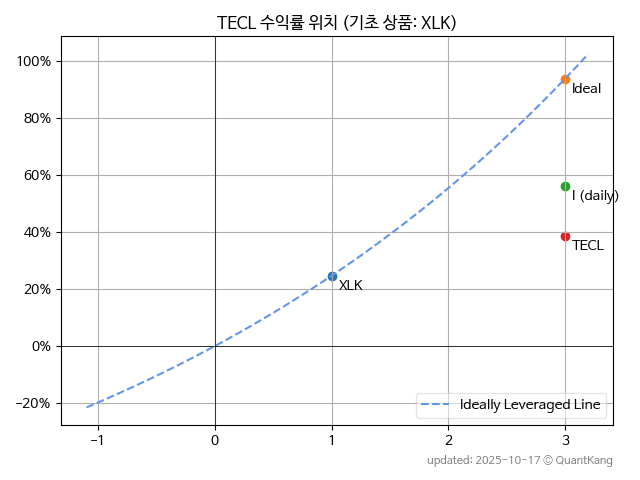 TECL 수익률 위치 (기초 상품: XLK)
100%
80%
60%
40%
20%
0%
−20%
Ideal
I (daily)
TECL
XLK
Ideally Leveraged Line
−1
0
1
2
3
updated: 2025-10-17 © QuantKang